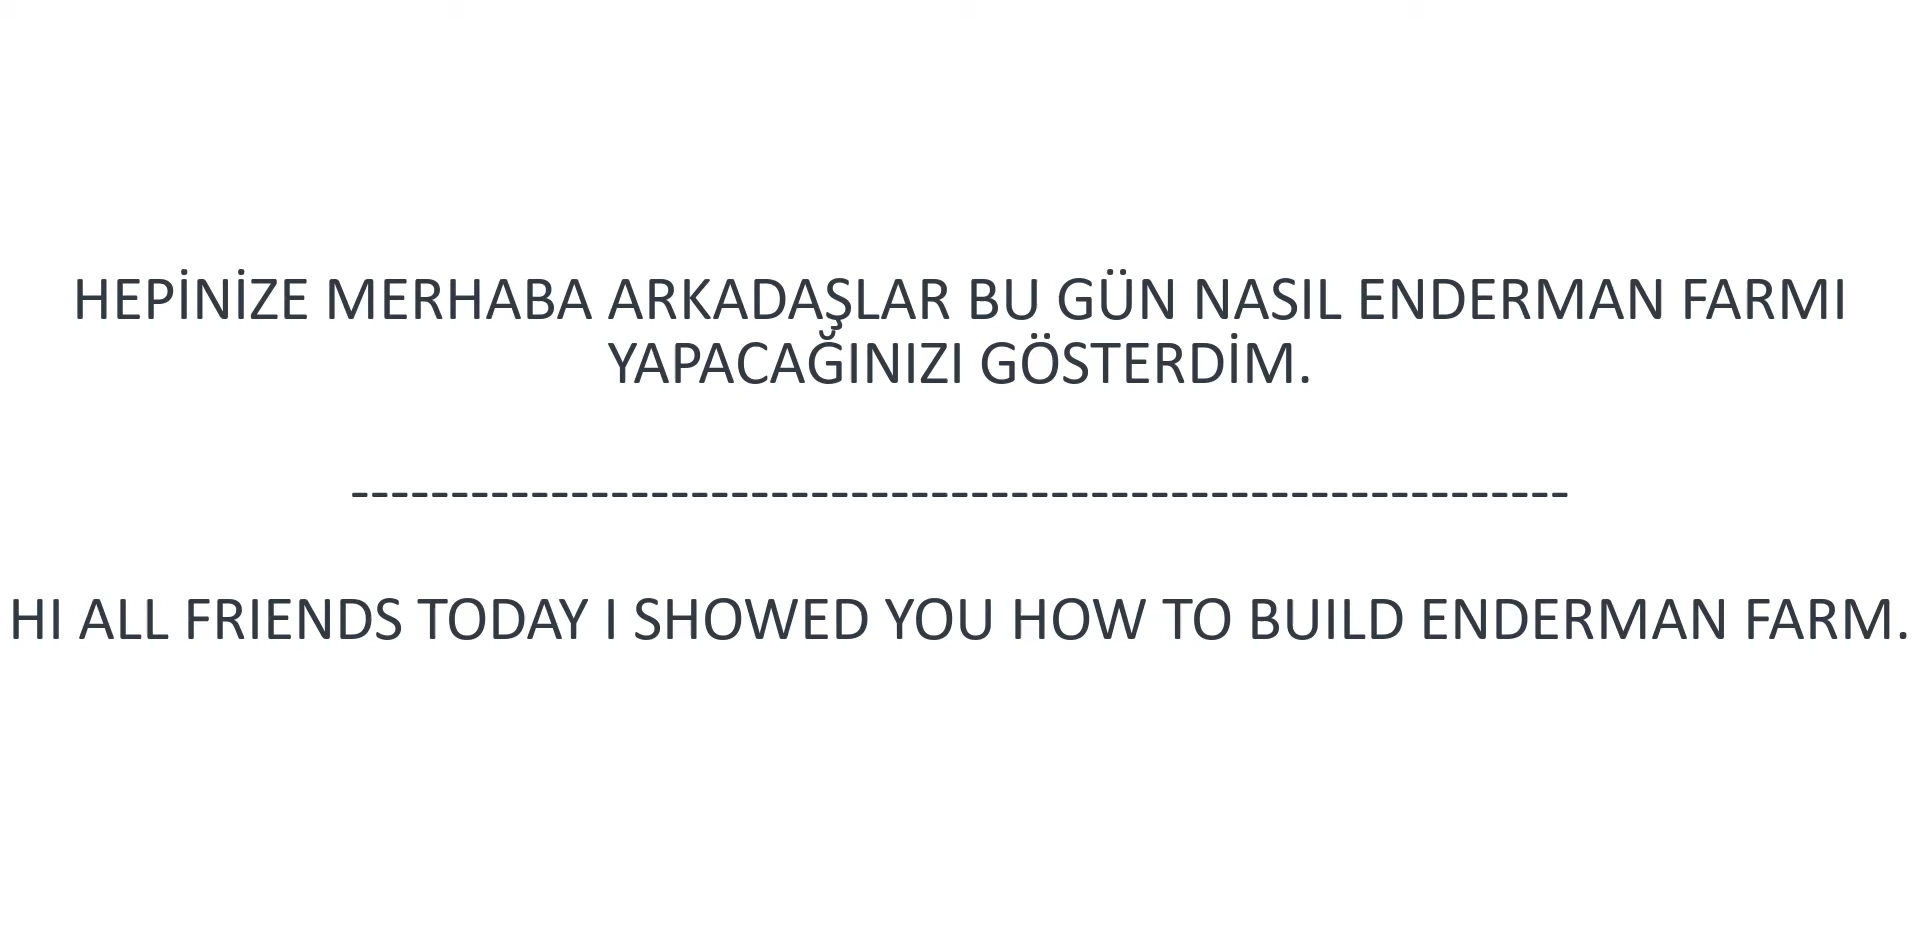 HEPİNİZE MERHABA ARKADAŞLAR BU GÜN NASIL ENDERMAN FARMI
YAPACAĞINIZI GÖSTERDİM.
-------------------------------------------------------------
HI ALL FRIENDS TODAY I SHOWED YOU HOW TO BUILD ENDERMAN FARM.